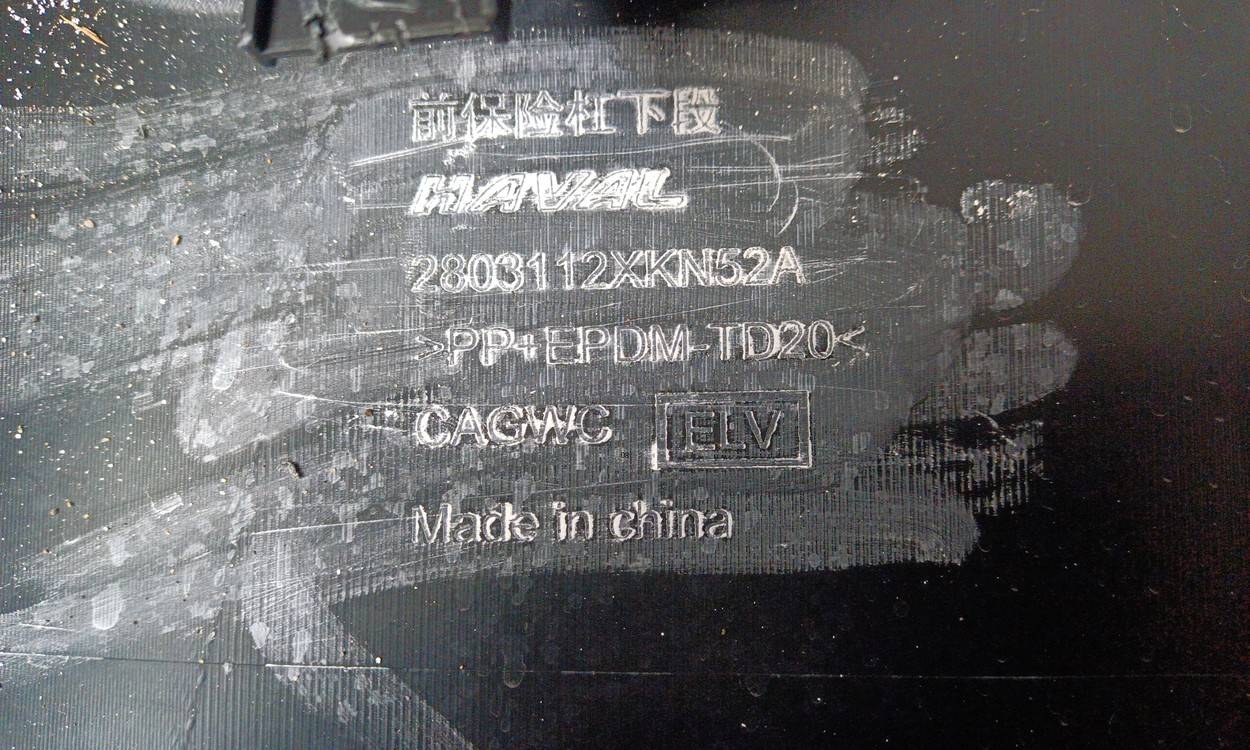 前保险杠下段
HAVAL
2803112XKN52A
>PP+EPDM-TD20<
CAGWC ELV
Made in china